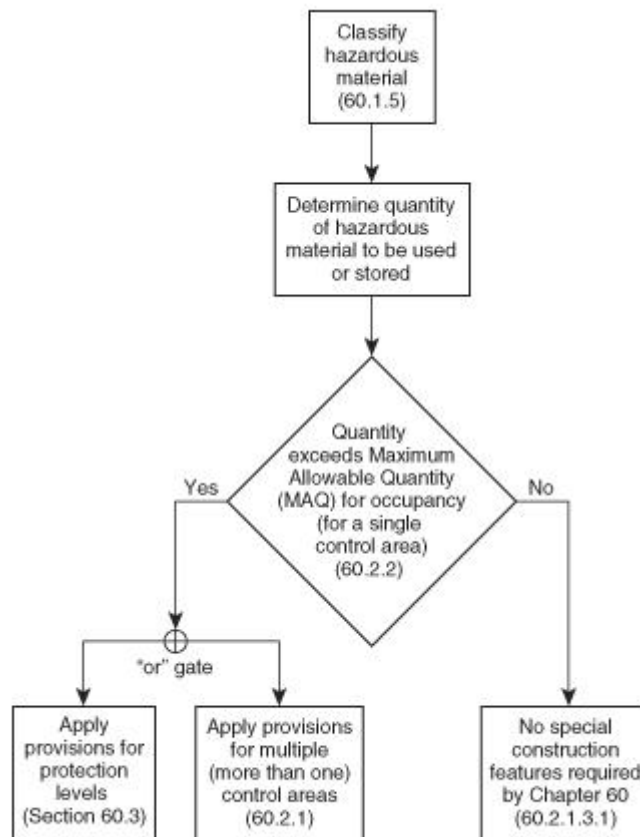 Classify
hazardous
material
(60.1.5)
Determine quantity
of hazardous
material to be used
or stored
Quantity
exceeds Maximum
Allowable Quantity
(MAQ) for occupancy
(for a single
control area)
(60.2.2)
Yes
No
"or" gate
Apply
provisions for
protection
levels
(Section 60.3)
Apply provisions
for multiple
(more than one)
control areas
(60.2.1)
No special
construction
features required
by Chapter 60
(60.2.1.3.1)